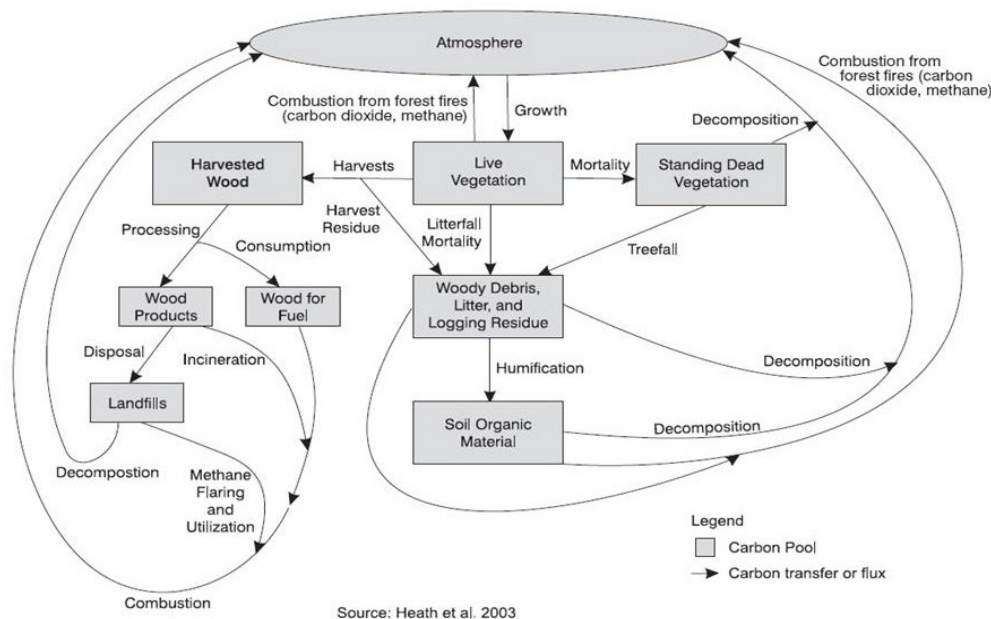 Atmosphere
Combustion from
forest fires (carbon
dioxide, methane)
Combustion from forest fires
(carbon dioxide, methane)
Growth
Decomposition
Harvested
Wood
Harvests
Live
Vegetation
Mortality
Standing Dead
Vegetation
Harvest
Residue
Litterfall
Mortality
Treefall
Processing
Consumption
Wood
Products
Wood for
Fuel
Woody Debris,
Litter, and
Logging Residue
Disposal
Incineration
Humification
Decomposition
Landfills
Soil Organic
Material
Decomposition
Decompostion
Methane
Flaring
and
Utilization
Legend
Carbon Pool
Carbon transfer or flux
Combustion
Source: Heath et al. 2003